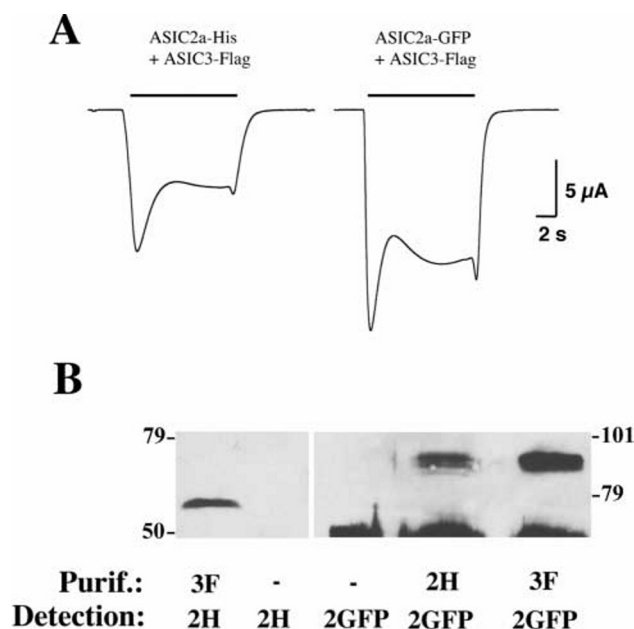 A
ASIC2a-His
+ ASIC3-Flag
ASIC2a-GFP
+ ASIC3-Flag
5 µA
2 s
B
79-
50-
-101
-79
Purif.: 3F - - 2H 3F
Detection: 2H 2H 2GFP 2GFP 2GFP